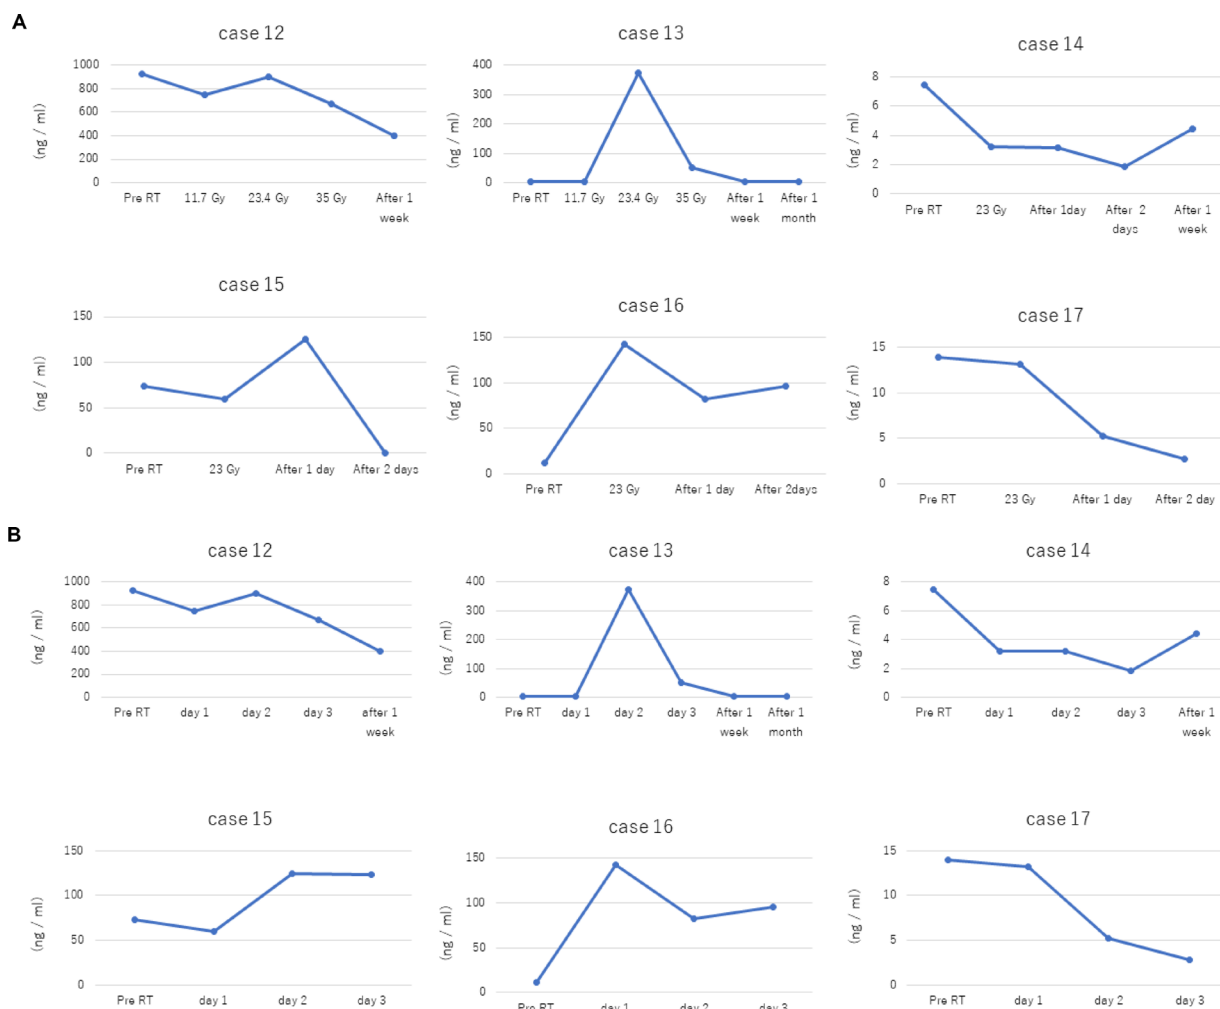 A
case 12
(ng / ml)
1000
800
600
400
200
0
Pre RT 11.7 Gy 23.4 Gy 35 Gy After 1
week
case 13
(ng / ml)
400
300
200
100
0
Pre RT 11.7 Gy 23.4 Gy 35 Gy After 1 After 1
week month
case 14
(ng / ml)
8
6
4
2
0
Pre RT 23 Gy After 1day After 2 After 1
days week
case 15
(ng / ml)
150
100
50
0
Pre RT 23 Gy After 1 day After 2 days
case 16
(ng / ml)
150
100
50
0
Pre RT 23 Gy After 1 day After 2days
case 17
(ng / ml)
15
10
5
0
Pre RT 23 Gy After 1 day After 2 day
B
case 12
(ng / ml)
1000
800
600
400
200
0
Pre RT day 1 day 2 day 3 after 1
week
case 13
(ng / ml)
400
300
200
100
0
Pre RT day 1 day 2 day 3 After 1 After 1
week month
case 14
(ng / ml)
8
6
4
2
0
Pre RT day 1 day 2 day 3 After 1
week
case 15
(ng / ml)
150
100
50
0
Pre RT day 1 day 2 day 3
case 16
(ng / ml)
150
100
50
0
Pre RT day 1 day 2 day 3
case 17
(ng / ml)
15
10
5
0
Pre RT day 1 day 2 day 3